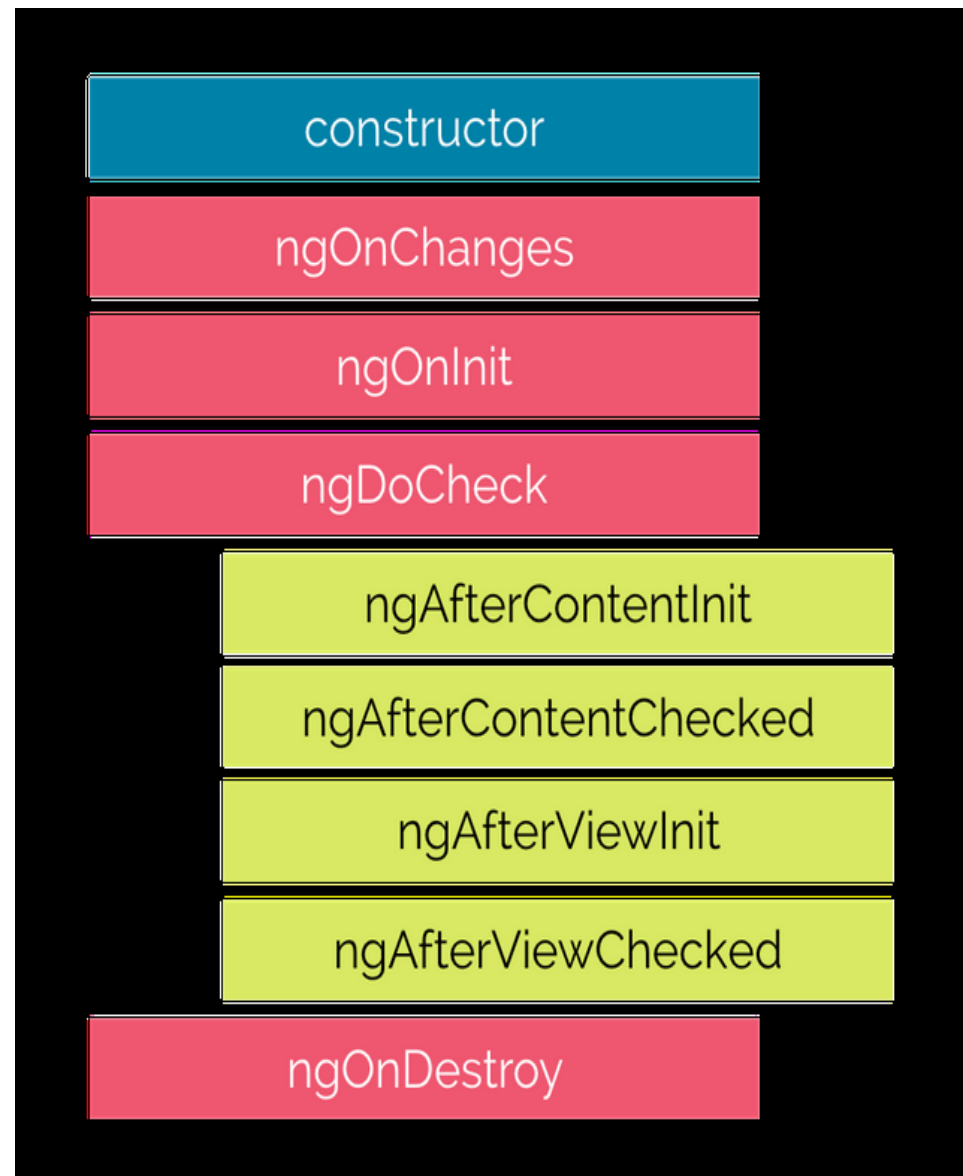 constructor
ngOnChanges
ngOnInit
ngDoCheck
ngAfterContentInit
ngAfterContentChecked
ngAfterViewInit
ngAfterViewChecked
ngOnDestroy